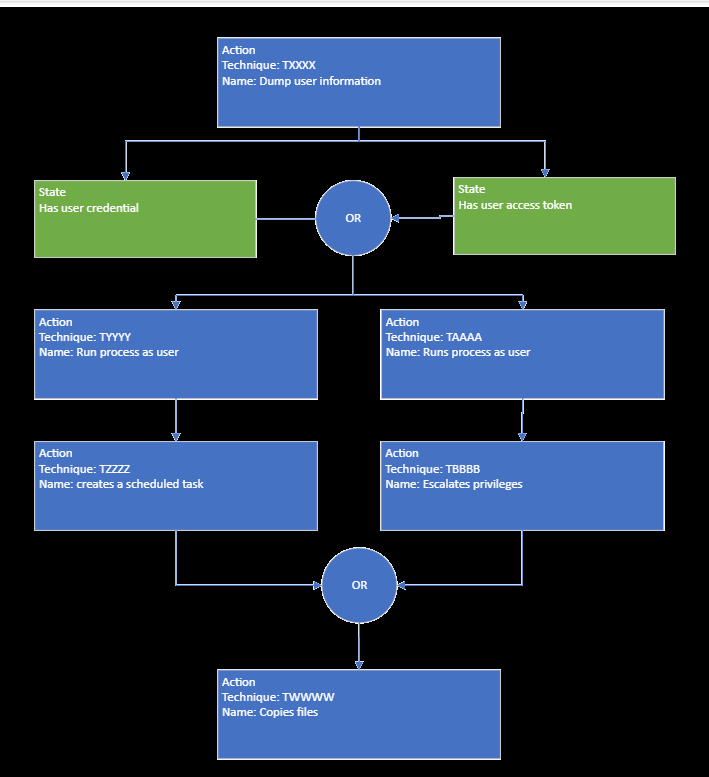 Action
Technique: TXXXX
Name: Dump user information
State
Has user credential
OR
State
Has user access token
Action
Technique: TYYYY
Name: Run process as user
Action
Technique: TAAAA
Name: Runs process as user
Action
Technique: TZZZZ
Name: creates a scheduled task
Action
Technique: TBBBB
Name: Escalates privileges
OR
Action
Technique: TWWWW
Name: Copies files